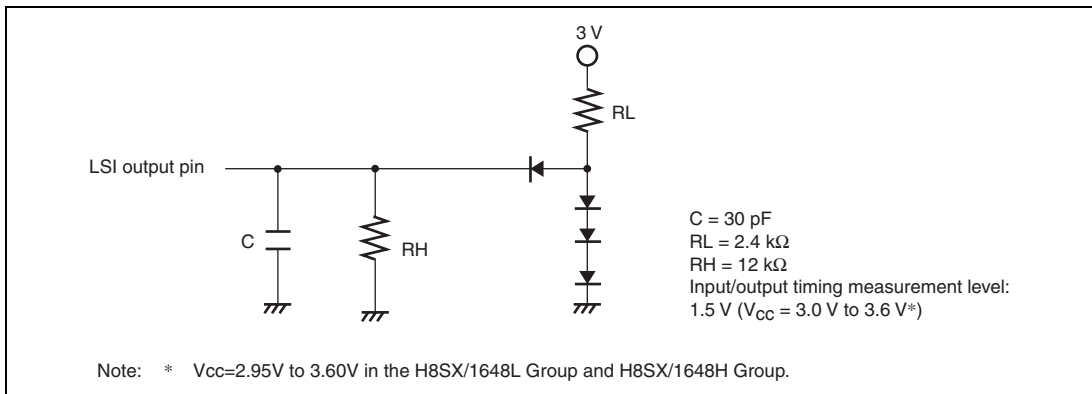 3 V
RL
LSI output pin
C
RH
C = 30 pF
RL = 2.4 kΩ
RH = 12 kΩ
Input/output timing measurement level:
1.5 V (VCC = 3.0 V to 3.6 V*)
Note: * Vcc=2.95V to 3.60V in the H8SX/1648L Group and H8SX/1648H Group.